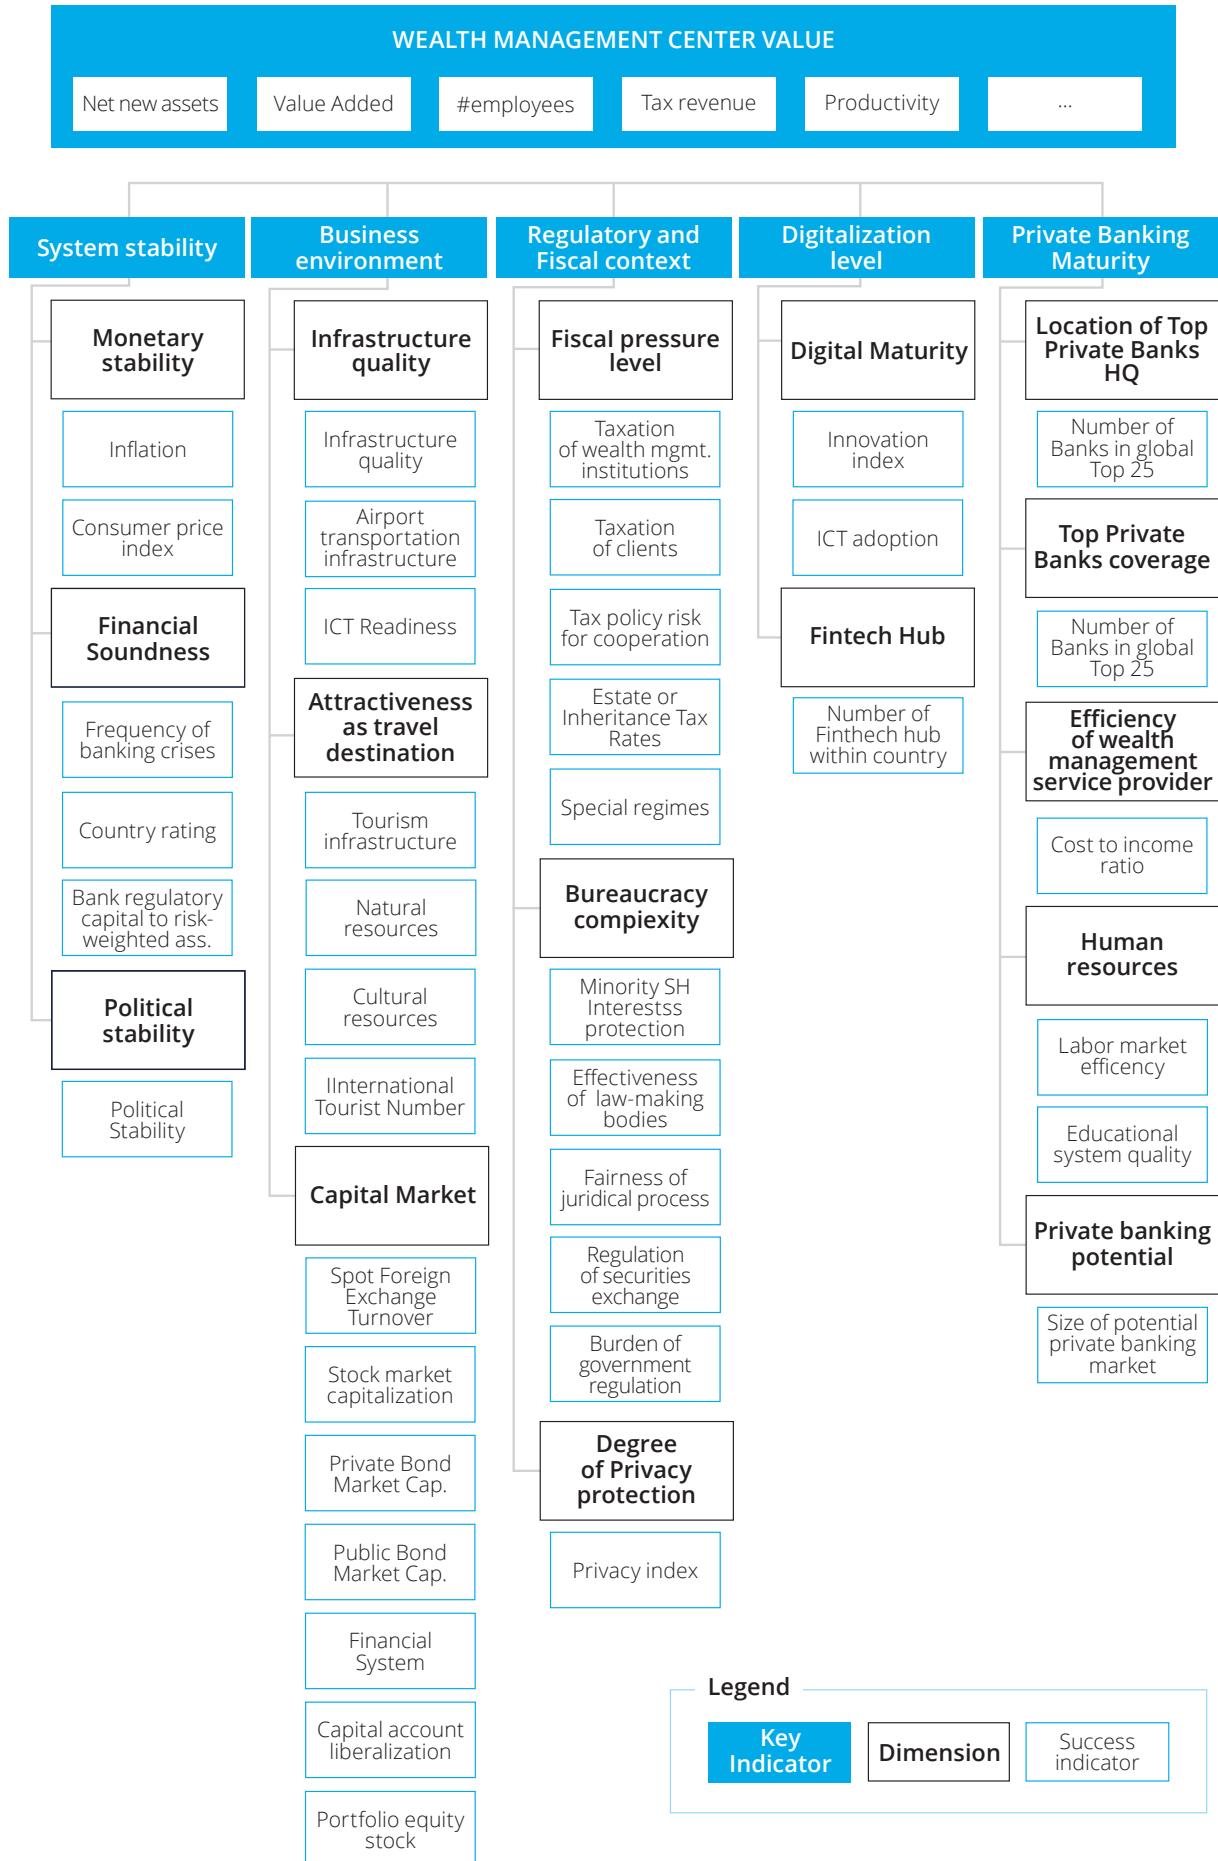 WEALTH MANAGEMENT CENTER VALUE
Net new assets
Value Added
#employees
Tax revenue
Productivity
...
System stability
Monetary
stability
Inflation
Consumer price
index
Financial
Soundness
Frequency of
banking crises
Country rating
Bank regulatory
capital to risk-
weighted ass.
Political
stability
Political
Stability
Business
environment
Infrastructure
quality
Infrastructure
quality
Airport
transportation
infrastructure
ICT Readiness
Attractiveness
as travel
destination
Tourism
infrastructure
Natural
resources
Cultural
resources
IInternational
Tourist Number
Capital Market
Spot Foreign
Exchange
Turnover
Stock market
capitalization
Private Bond
Market Cap.
Public Bond
Market Cap.
Financial
System
Capital account
liberalization
Portfolio equity
stock
Regulatory and
Fiscal context
Fiscal pressure
level
Taxation
of wealth mgmt.
institutions
Taxation
of clients
Tax policy risk
for cooperation
Estate or
Inheritance Tax
Rates
Special regimes
Bureaucracy
compiexity
Minority SH
Interestss
protection
Effectiveness
of law-making
bodies
Fairness of
juridical process
Regulation
of securities
exchange
Burden of
government
regulation
Degree
of Privacy
protection
Privacy index
Digitalization
level
Digital Maturity
Innovation
index
ICT adoption
Fintech Hub
Number of
Finthech hub
within country
Private Banking
Maturity
Location of Top
Private Banks
HQ
Number of
Banks in global
Top 25
Top Private
Banks coverage
Number of
Banks in global
Top 25
Efficiency
of wealth
management
service provider
Cost to income
ratio
Human
resources
Labor market
efficency
Educational
system quality
Private banking
potential
Size of potential
private banking
market
Legend
Key
Indicator
Dimension
Success
indicator